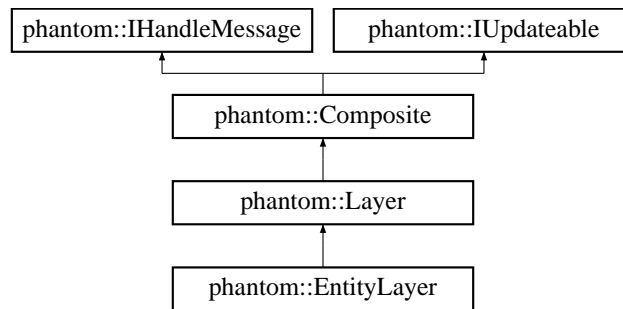 phantom::IHandleMessage
phantom::IUpdateable
phantom::Composite
phantom::Layer
phantom::EntityLayer